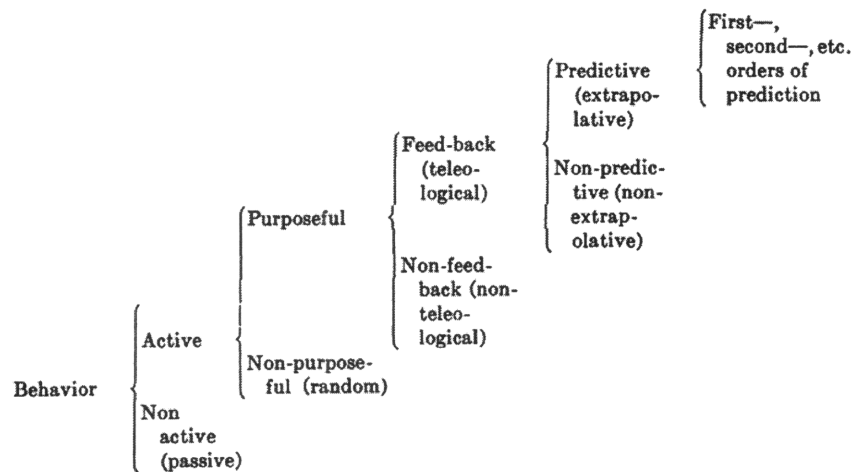 First—,
second—, etc.
orders of
prediction
Predictive
(extrapo-
lative)
Non-predic-
tive (non-
extrap-
olative)
Feed-back
(teleo-
logical)
Non-feed-
back (non-
teleo-
logical)
Purposeful
Non-purpose-
ful (random)
Active
Non
active
(passive)
Behavior